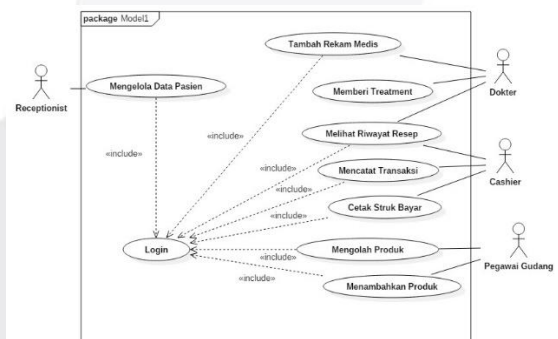 package Model1
Tambah Rekam Medis
Mengelola Data Pasien
Receptionist
Memberi Treatment
Dokter
«include»
«include»
Melihat Riwayat Resep
«include»
Mencatat Transaksi
«include»
Cashier
Cetak Struk Bayar
«include»
Login
Mengolah Produk
«include»
Pegawai Gudang
«include»
Menambahkan Produk